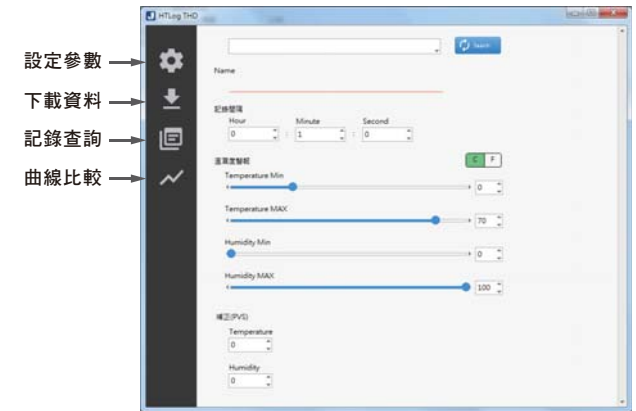 HTLog THD
設定參數
下載資料
記錄查詢
曲線比較
Search
Name
記錄間隔
Hour Minute Second
0 : 1 : 0
溫濕度警報 C F
Temperature Min
0
Temperature MAX
70
Humidity Min
0
Humidity MAX
100
補正(PVS)
Temperature
0
Humidity
0